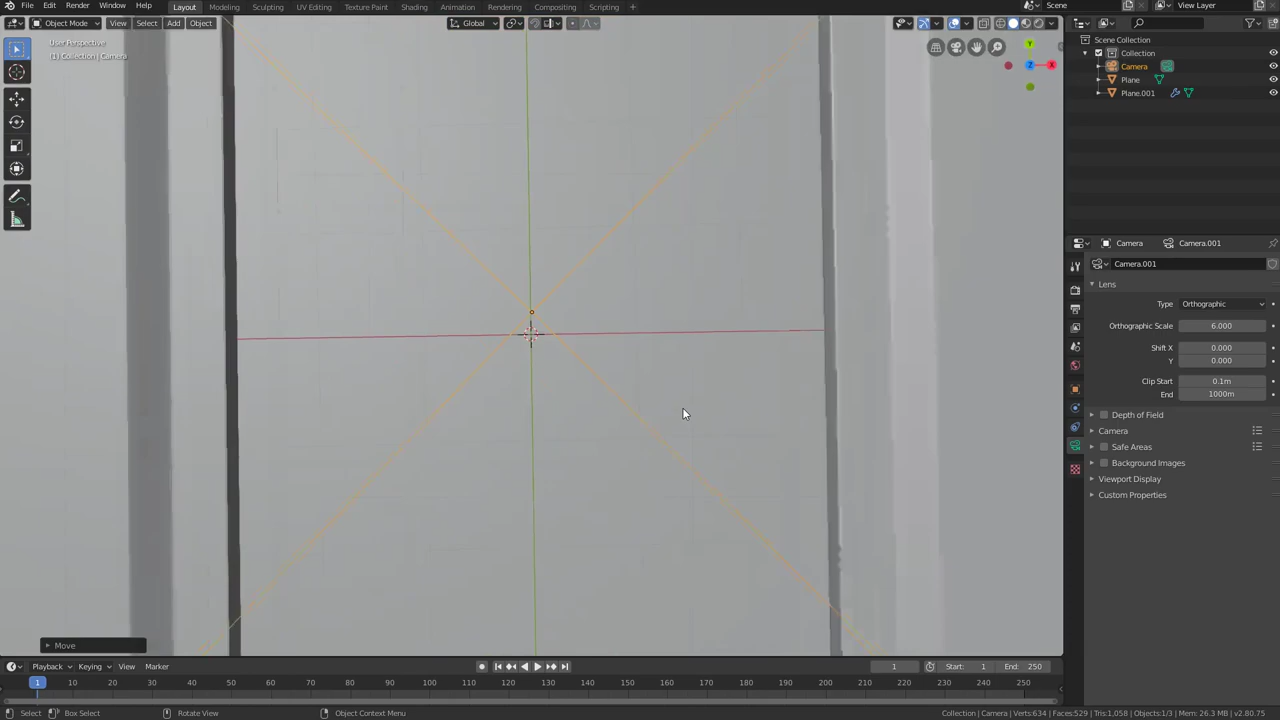 File Edit Render Window Help Layout Modeling Sculpting UV Editing Texture Paint Shading Animation Rendering Compositing Scripting + Scene View Layer
Object Mode View Select Add Object Global
User Perspective
(1) Collection | Camera
Y
Z
X
Scene Collection
Collection
Camera
Plane
Plane.001
Camera Camera.001
Camera.001
Lens
Type Orthographic
Orthographic Scale 6.000
Shift X 0.000
Y 0.000
Clip Start 0.1m
End 1000m
Depth of Field
Camera
Safe Areas
Background Images
Viewport Display
Custom Properties
Move
Playback Keying View Marker 1 Start: 1 End: 250
1 10 20 30 40 50 60 70 80 90 100 110 120 130 140 150 160 170 180 190 200 210 220 230 240 250
Select Box Select Rotate View Object Context Menu Collection | Camera | Verts:634 | Faces:529 | Tris:1,058 | Objects:1/3 | Mem: 26.3 MB | v2.80.75